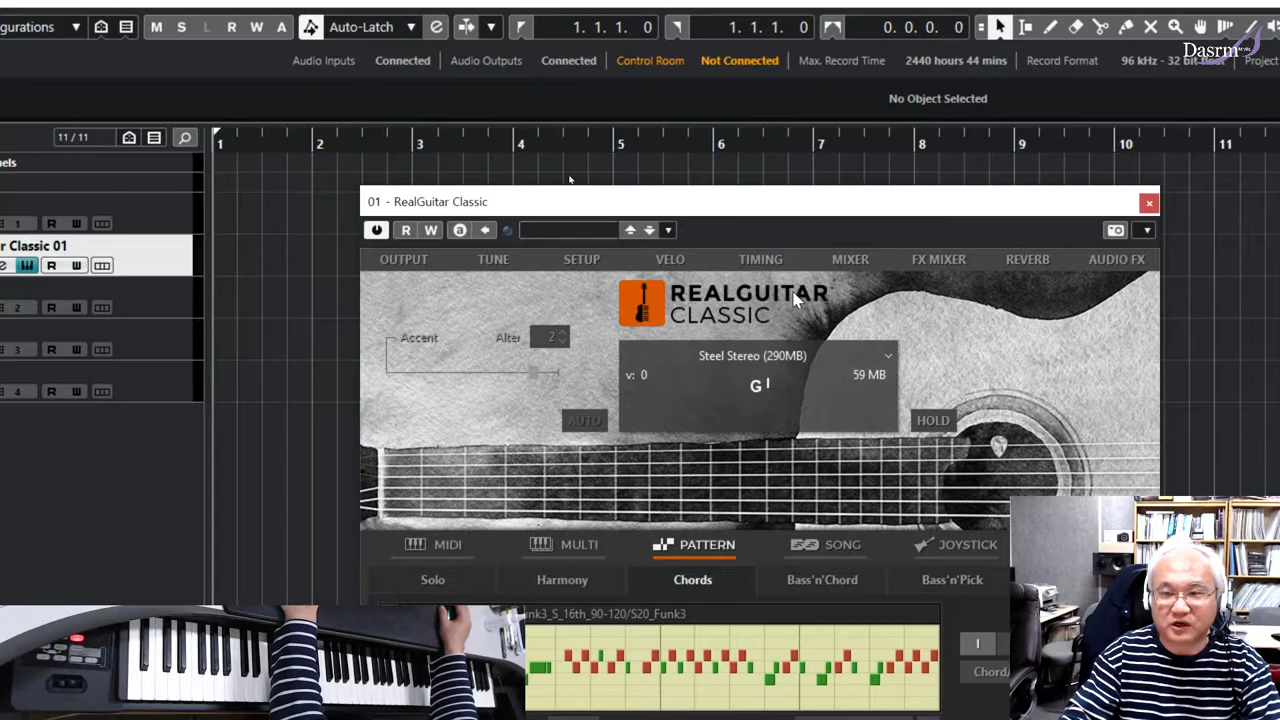 gurations M S L R W A Auto-Latch 1. 1. 1. 0 1. 1. 1. 0 0. 0. 0. 0
Dasrm
Audio Inputs Connected Audio Outputs Connected Control Room Not Connected Max. Record Time 2440 hours 44 mins Record Format 96 kHz - 32 bit float Project
No Object Selected
11 / 11
1 2 3 4 5 6 7 8 9 10 11
nels
01 - RealGuitar Classic
1 R W
R W a
r Classic 01
OUTPUT TUNE SETUP VELO TIMING MIXER FX MIXER REVERB AUDIO FX
e R W
REALGUITAR
CLASSIC
2 R W
Accent Alter 2
3 R W
Steel Stereo (290MB)
v: 0 59 MB
G I
4 R W
AUTO HOLD
MIDI MULTI PATTERN SONG JOYSTICK
Solo Harmony Chords Bass'n'Chord Bass'n'Pick
nk3_S_16th_90-120/S20_Funk3
I
Chord/